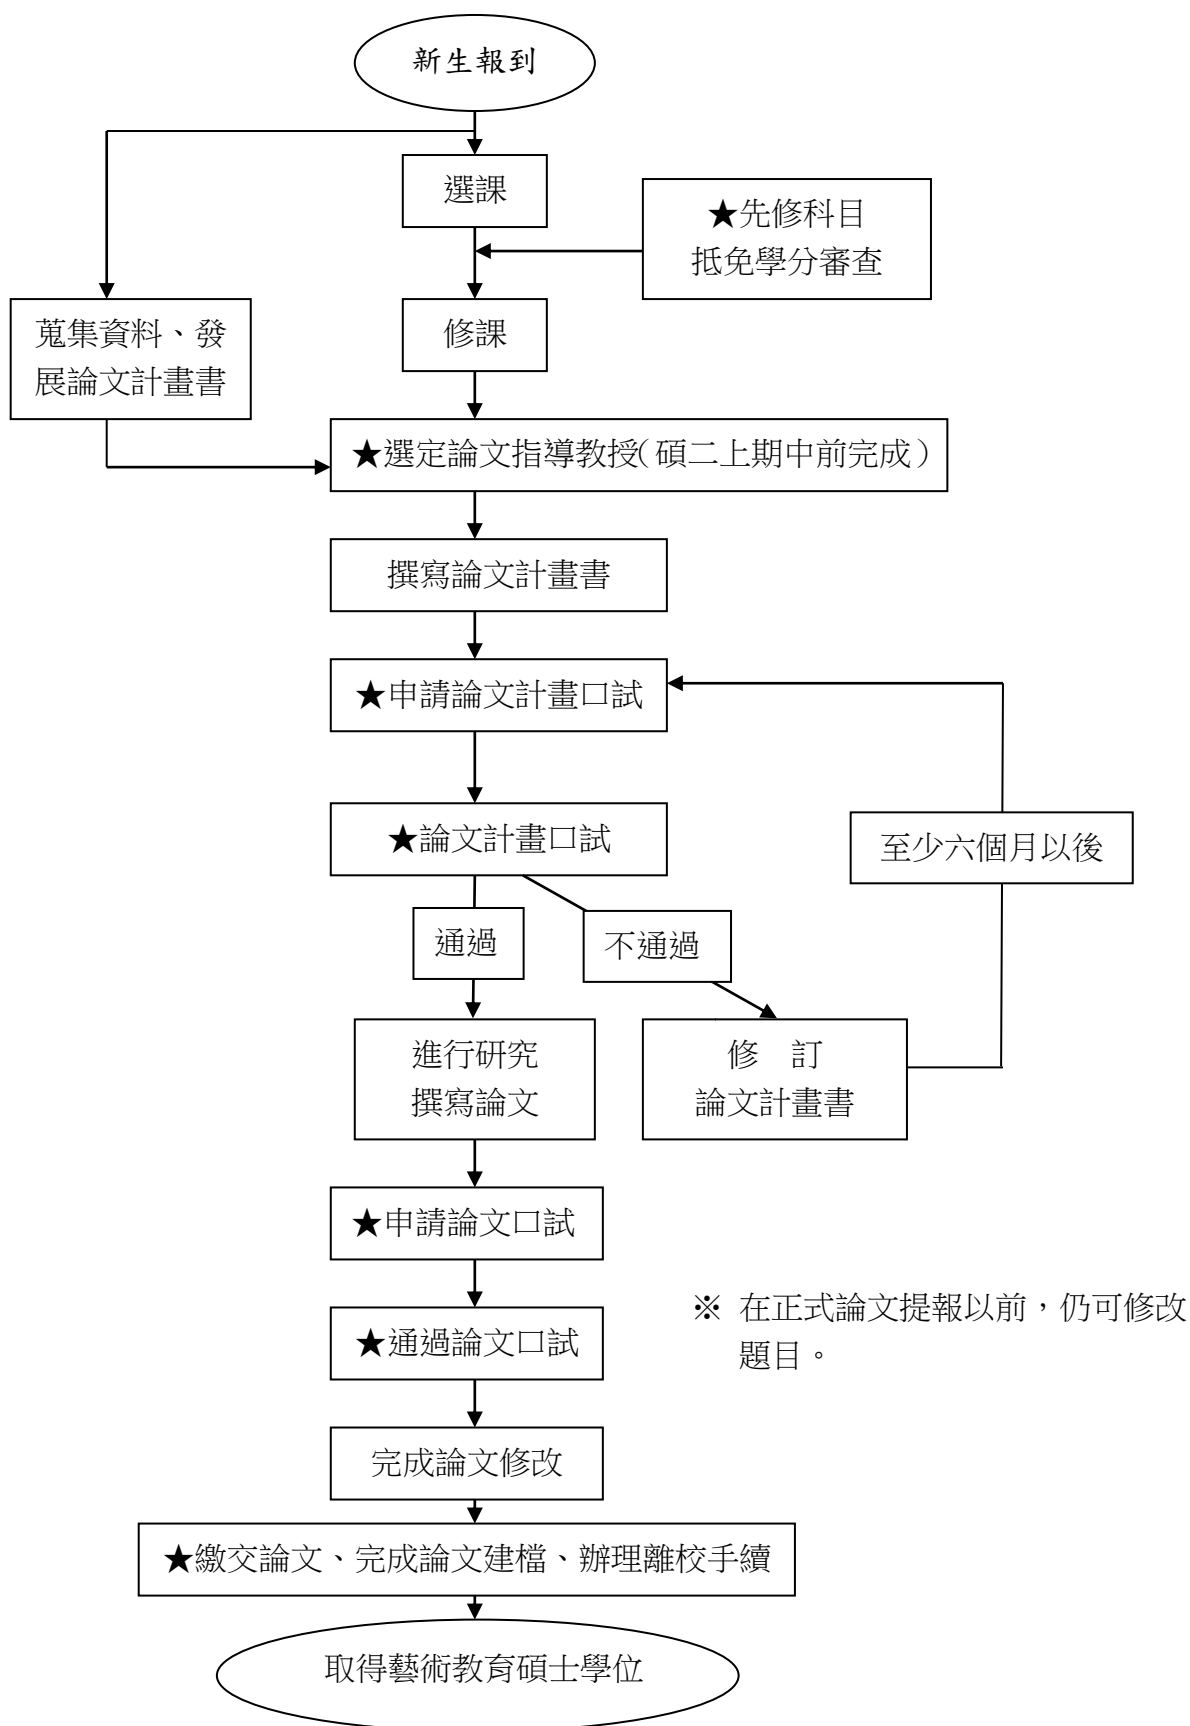 新生報到
選課
★先修科目
抵免學分審查
蒐集資料、發
展論文計畫書
修課
★選定論文指導教授(碩二上期中前完成)
撰寫論文計畫書
★申請論文計畫口試
★論文計畫口試
至少六個月以後
通過
不通過
進行研究
撰寫論文
修　訂
論文計畫書
★申請論文口試
★通過論文口試
※ 在正式論文提報以前，仍可修改
題目。
完成論文修改
★繳交論文、完成論文建檔、辦理離校手續
取得藝術教育碩士學位